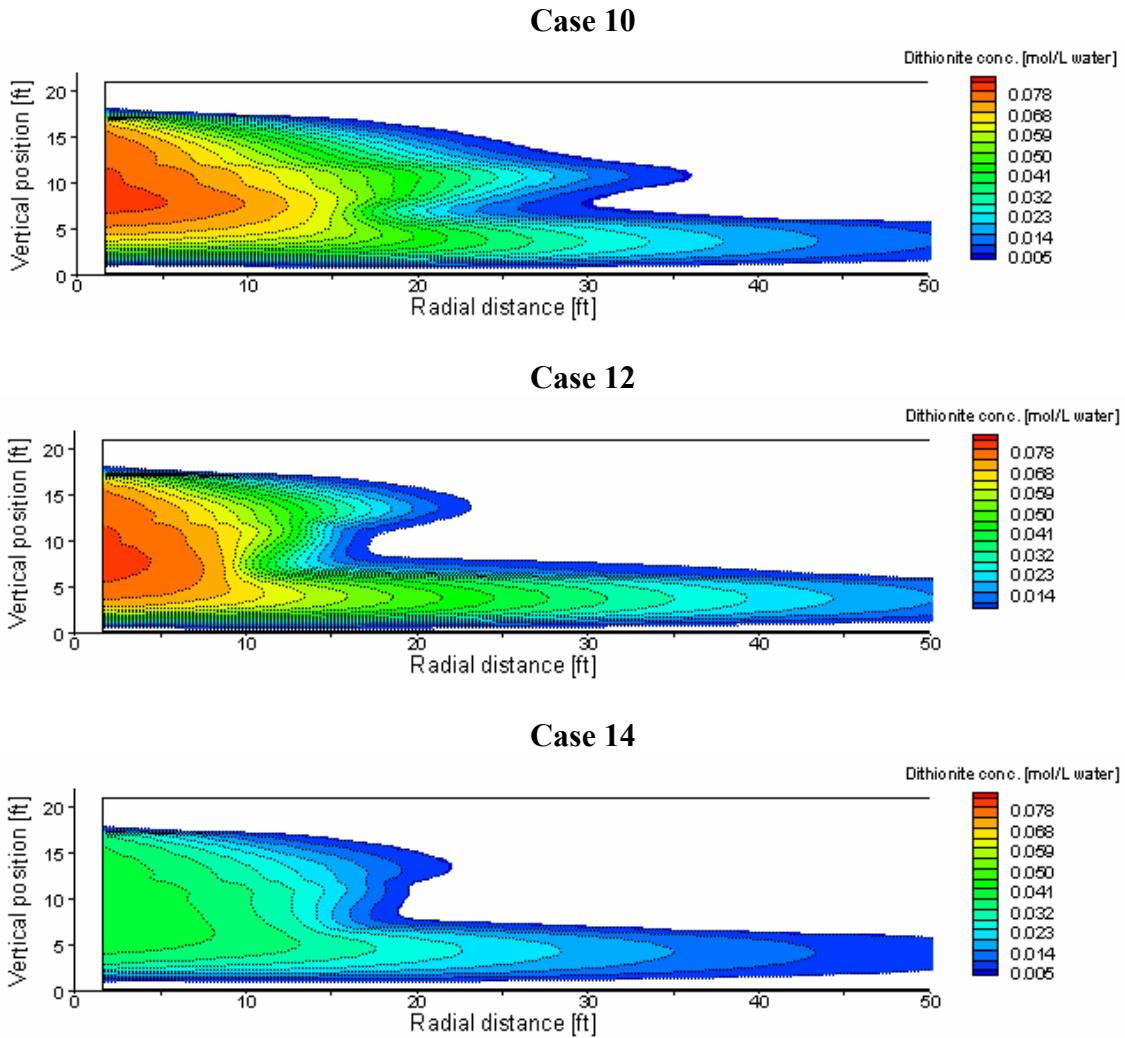 Case 10
Dithionite conc. [mol/L water]
0.078
0.068
0.059
0.050
0.041
0.032
0.023
0.014
0.005
Vertical position [ft]
20
15
10
5
0
0 10 20 30 40 50
Radial distance [ft]
Case 12
Dithionite conc. [mol/L water]
0.078
0.068
0.059
0.050
0.041
0.032
0.023
0.014
Vertical position [ft]
20
15
10
5
0
0 10 20 30 40 50
Radial distance [ft]
Case 14
Dithionite conc. [mol/L water]
0.078
0.068
0.059
0.050
0.041
0.032
0.023
0.014
0.005
Vertical position [ft]
20
15
10
5
0
0 10 20 30 40 50
Radial distance [ft]